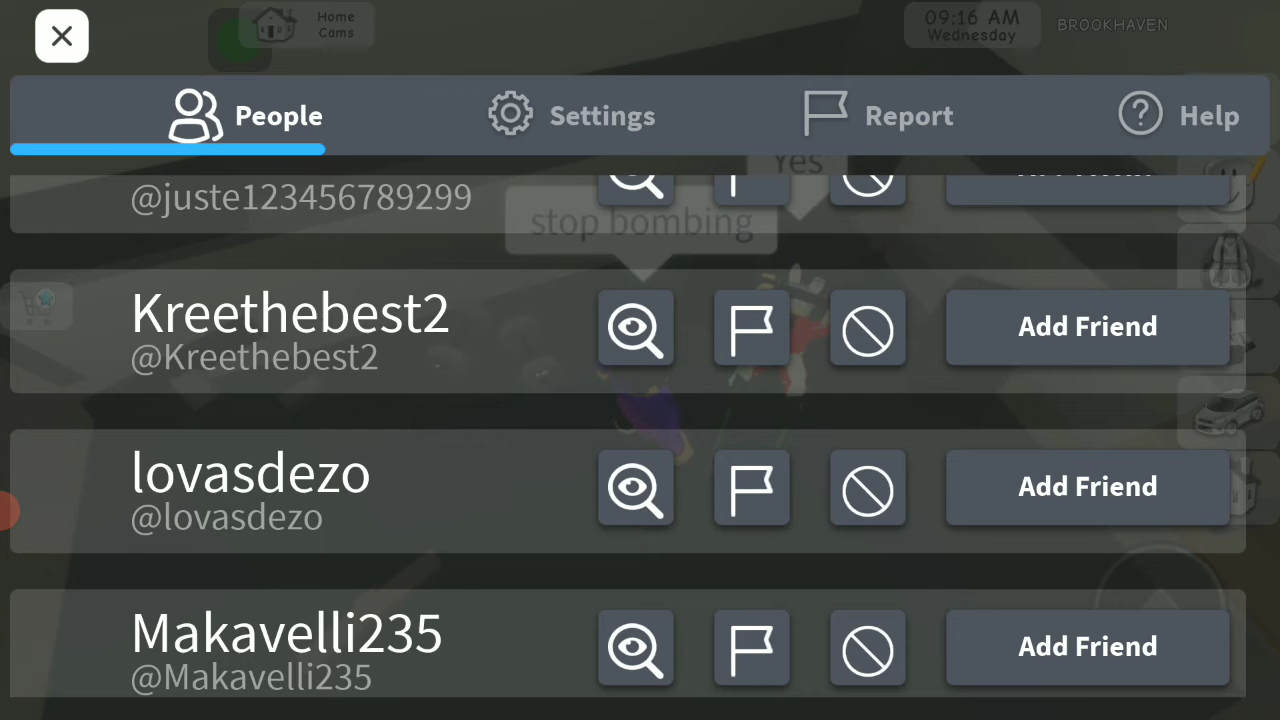 Home
Cams
09:16 AM
Wednesday
BROOKHAVEN
People
Settings
Report
Help
Yes
@juste123456789299
stop bombing
Kreethebest2
@Kreethebest2
Add Friend
lovasdezo
@lovasdezo
Add Friend
Makavelli235
@Makavelli235
Add Friend